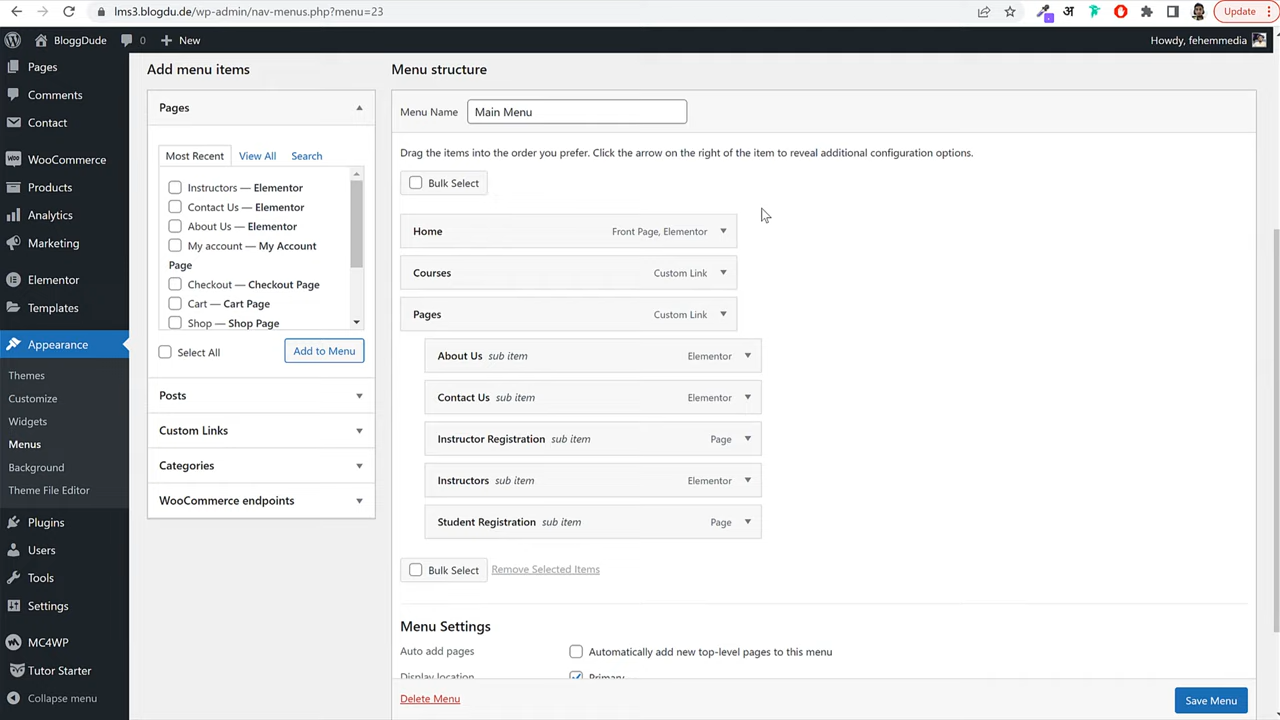 lms3.blogdu.de/wp-admin/nav-menus.php?menu=23
अ
Update
BloggDude
0
New
Howdy, fehemmedia
Pages
Comments
Contact
WooCommerce
Products
Analytics
Marketing
Elementor
Templates
Appearance
Themes
Customize
Widgets
Menus
Background
Theme File Editor
Plugins
Users
Tools
Settings
MC4WP
Tutor Starter
Collapse menu
Add menu items
Pages
Most Recent
View All
Search
Instructors — Elementor
Contact Us — Elementor
About Us — Elementor
My account — My Account
Page
Checkout — Checkout Page
Cart — Cart Page
Shop — Shop Page
Select All
Add to Menu
Posts
Custom Links
Categories
WooCommerce endpoints
Menu structure
Menu Name
Main Menu
Drag the items into the order you prefer. Click the arrow on the right of the item to reveal additional configuration options.
Bulk Select
Home Front Page, Elementor
Courses Custom Link
Pages Custom Link
About Us sub item Elementor
Contact Us sub item Elementor
Instructor Registration sub item Page
Instructors sub item Elementor
Student Registration sub item Page
Bulk Select Remove Selected Items
Menu Settings
Auto add pages Automatically add new top-level pages to this menu
Display location Primary
Delete Menu
Save Menu